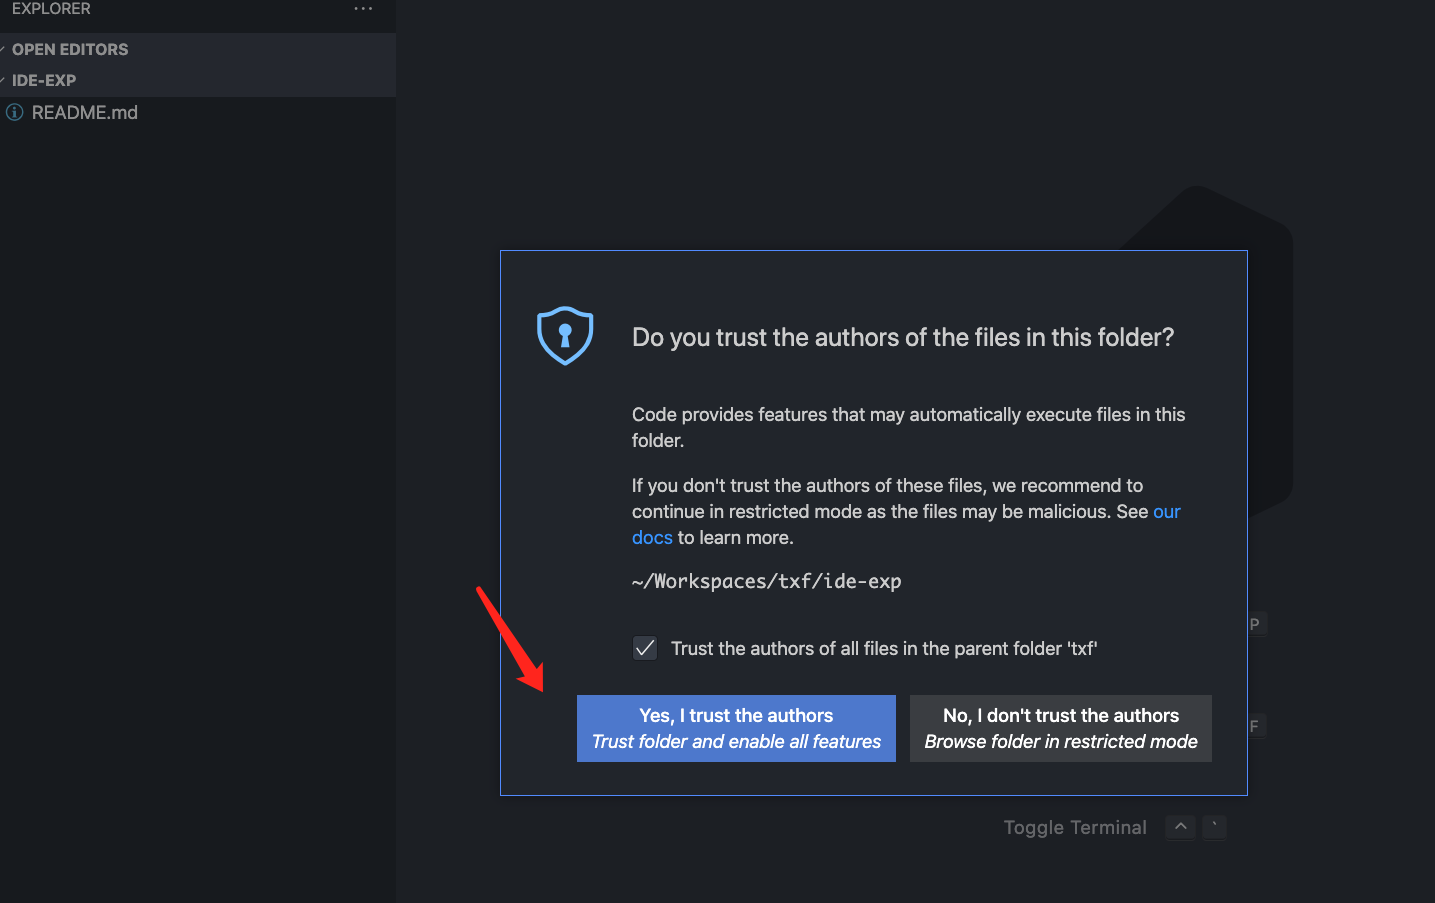 EXPLORER
OPEN EDITORS
IDE-EXP
README.md
Do you trust the authors of the files in this folder?
Code provides features that may automatically execute files in this
folder.
If you don't trust the authors of these files, we recommend to
continue in restricted mode as the files may be malicious. See our
docs to learn more.
~/Workspaces/txf/ide-exp
P
Trust the authors of all files in the parent folder 'txf'
Yes, I trust the authors
Trust folder and enable all features
No, I don't trust the authors
Browse folder in restricted mode
F
Toggle Terminal ^ `